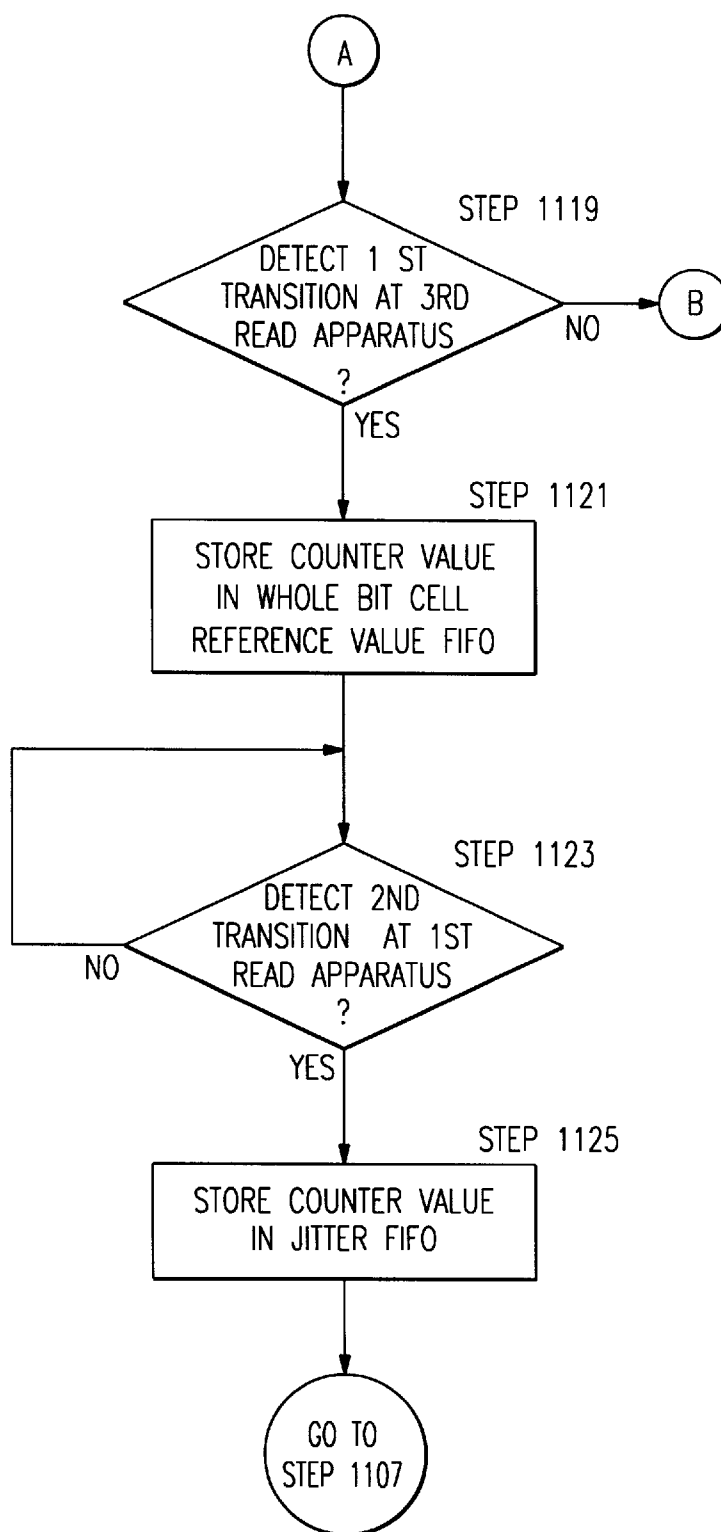 A
STEP 1119
DETECT 1 ST
TRANSITION AT 3RD
READ APPARATUS
?
NO
B
YES
STEP 1121
STORE COUNTER VALUE
IN WHOLE BIT CELL
REFERENCE VALUE FIFO
STEP 1123
DETECT 2ND
TRANSITION AT 1ST
READ APPARATUS
?
NO
YES
STEP 1125
STORE COUNTER VALUE
IN JITTER FIFO
GO TO
STEP 1107